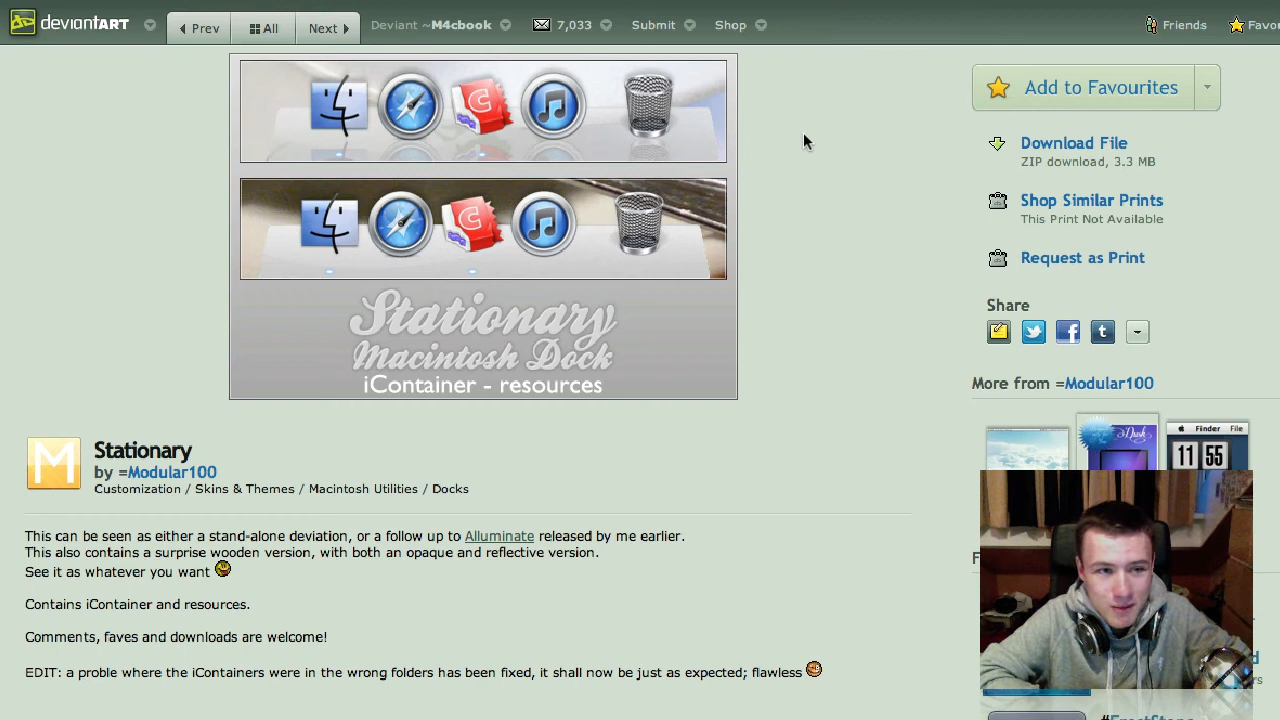 deviantART
Prev
All
Next
Deviant ~M4cbook
7,033
Submit
Shop
Friends
Favo
Add to Favourites
Download File
ZIP download, 3.3 MB
Shop Similar Prints
This Print Not Available
Request as Print
Share
More from =Modular100
Finder File
11 55
Stationary
Macintosh Dock
iContainer - resources
M
Stationary
by =Modular100
Customization / Skins & Themes / Macintosh Utilities / Docks
This can be seen as either a stand-alone deviation, or a follow up to Alluminate released by me earlier.
This also contains a surprise wooden version, with both an opaque and reflective version.
See it as whatever you want
Contains iContainer and resources.
Comments, faves and downloads are welcome!
EDIT: a proble where the iContainers were in the wrong folders has been fixed, it shall now be just as expected; flawless